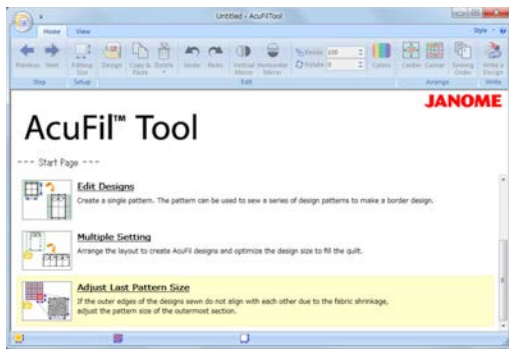 Untitled - AcuFilTool
Home View Style
Previous Next Editing Size Design Copy & Paste Delete Undo Redo Vertical Mirror Horizontal Mirror Resize 100 Rotate 0 Colors Center Corner Sewing Order Write a Design
Step Setup Edit Arrange Write
JANOME
AcuFil™ Tool
--- Start Page ---
Edit Designs
Create a single pattern. The pattern can be used to sew a series of design patterns to make a border design.
Multiple Setting
Arrange the layout to create AcuFil designs and optimize the design size to fill the quilt.
Adjust Last Pattern Size
If the outer edges of the designs sewn do not align with each other due to the fabric shrinkage,
adjust the pattern size of the outermost section.